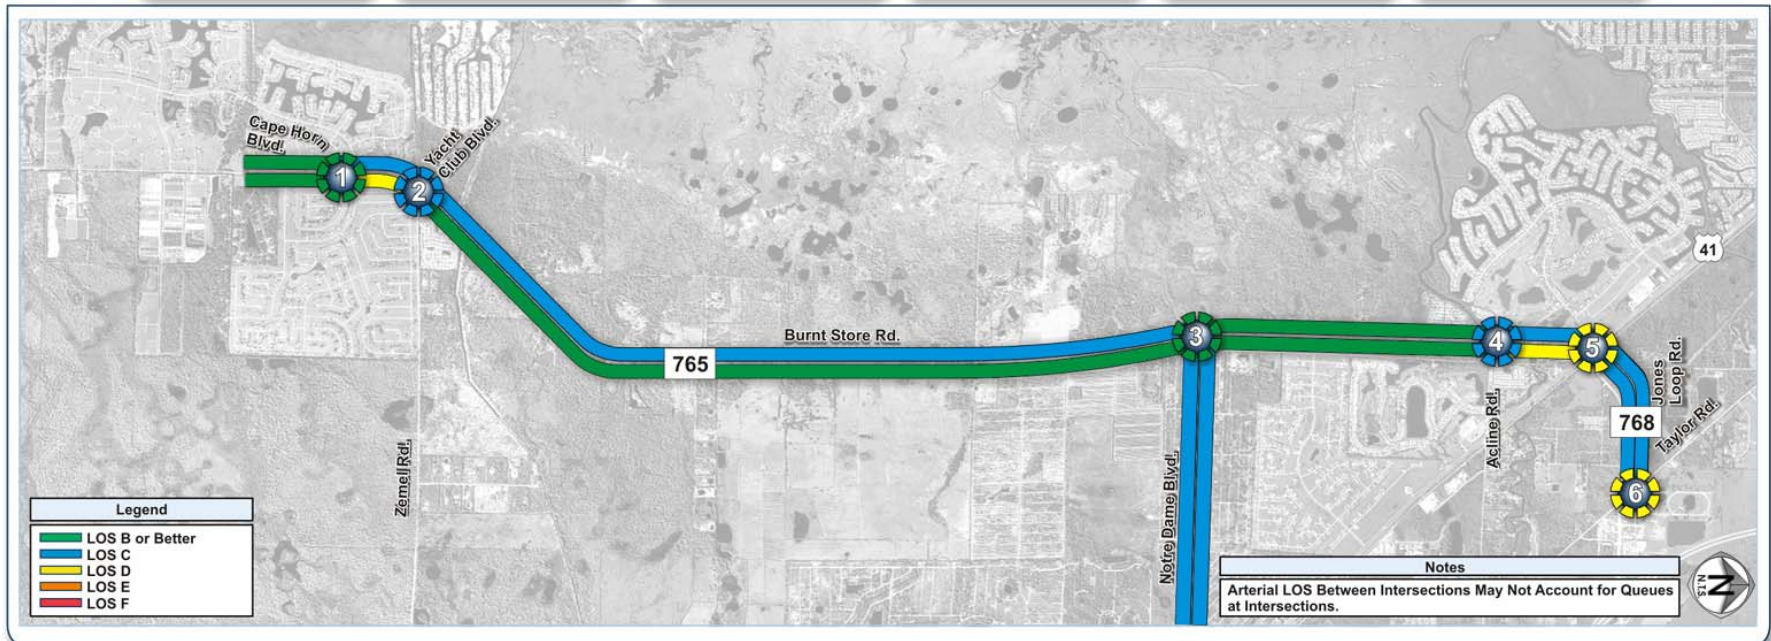 Cape Horn
Blvd.
Yacht
Club Blvd.
1
2
Burnt Store Rd.
765
3
4
5
41
Jones
Loop Rd.
768
Taylor Rd.
6
Acline Rd.
Notre Dame Blvd.
Zemel Rd.
Legend
LOS B or Better
LOS C
LOS D
LOS E
LOS F
Notes
Arterial LOS Between Intersections May Not Account for Queues
at Intersections.
N
N.T.S.